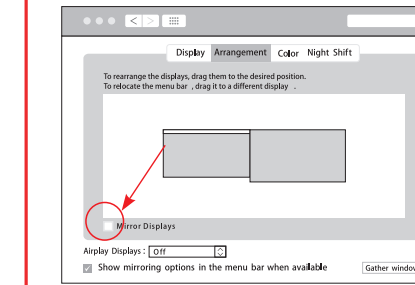 Display Arrangement Color Night Shift
To rearrange the displays, drag them to the desired position.
To relocate the menu bar , drag it to a different display .
Mirror Displays
Airplay Displays : Off
Show mirroring options in the menu bar when available
Gather window